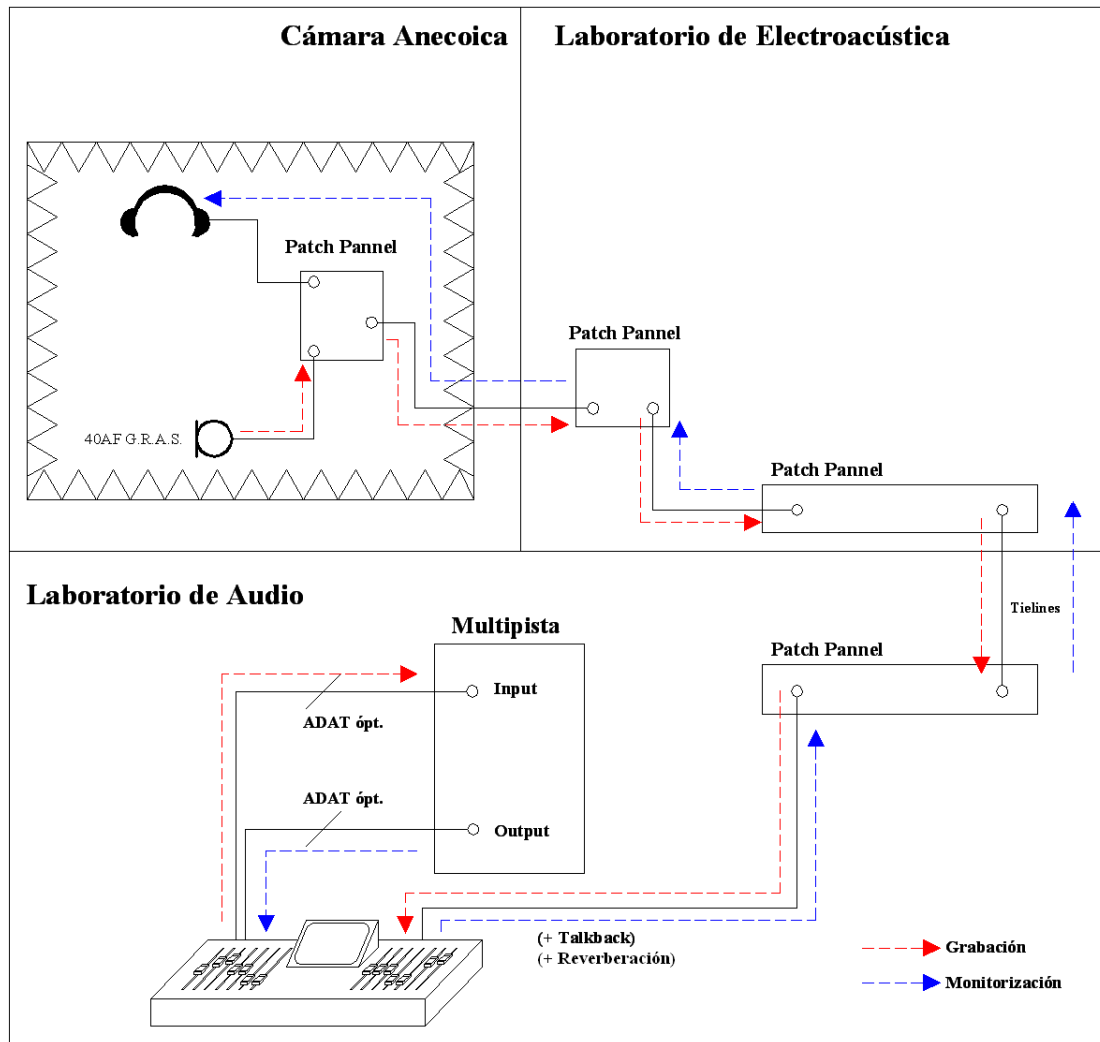 Cámara Anecoica
Laboratorio de Electroacústica
Patch Pannel
40AF G.R.A.S.
Patch Pannel
Patch Pannel
Tielines
Laboratorio de Audio
Multipista
Input
ADAT ópt.
ADAT ópt.
Output
Patch Pannel
(+ Talkback)
(+ Reverberación)
Grabación
Monitorización